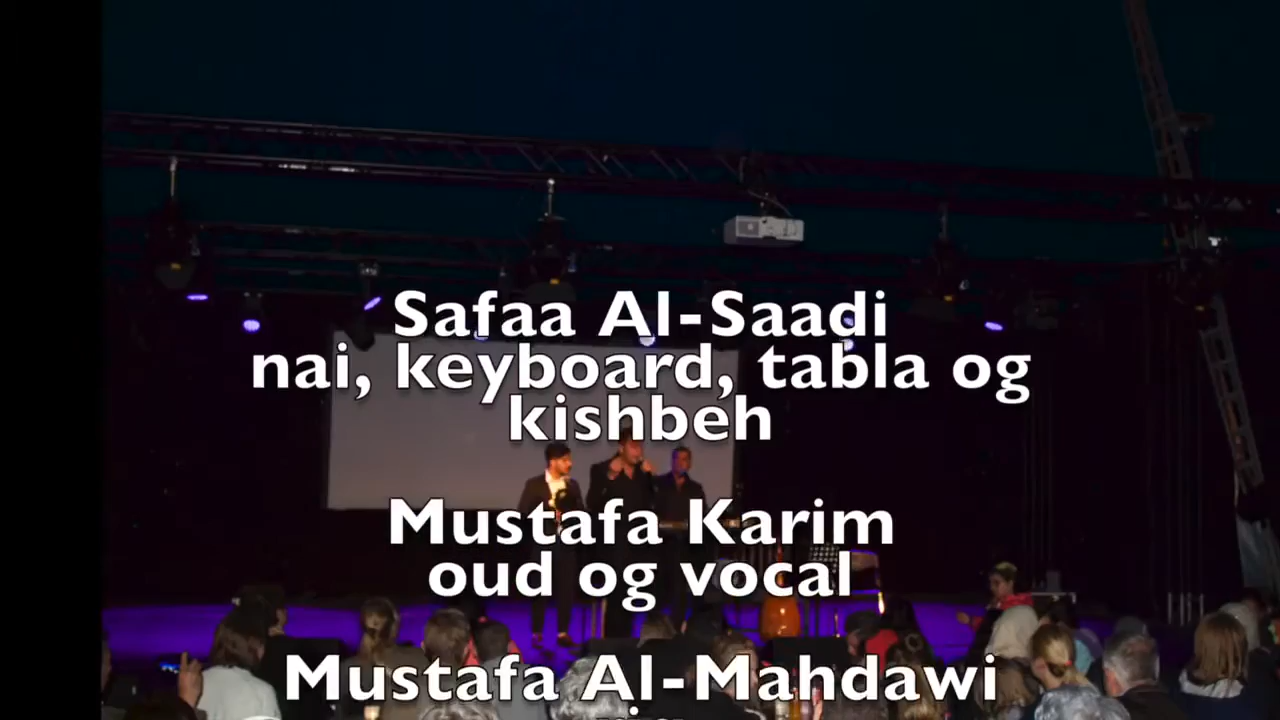 Safaa Al-Saadi
nai, keyboard, tabla og
kishbeh
Mustafa Karim
oud og vocal
Mustafa Al-Mahdawi